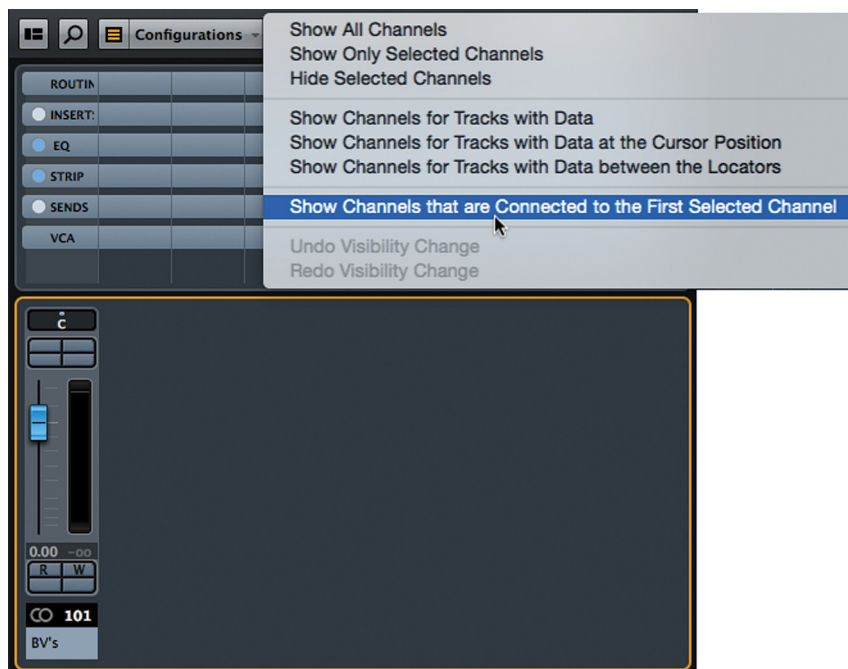 Configurations
Show All Channels
Show Only Selected Channels
Hide Selected Channels
Show Channels for Tracks with Data
Show Channels for Tracks with Data at the Cursor Position
Show Channels for Tracks with Data between the Locators
Show Channels that are Connected to the First Selected Channel
Undo Visibility Change
Redo Visibility Change
ROUTIN
INSERT:
EQ
STRIP
SENDS
VCA
C
0.00 -oo
R W
101
BV's